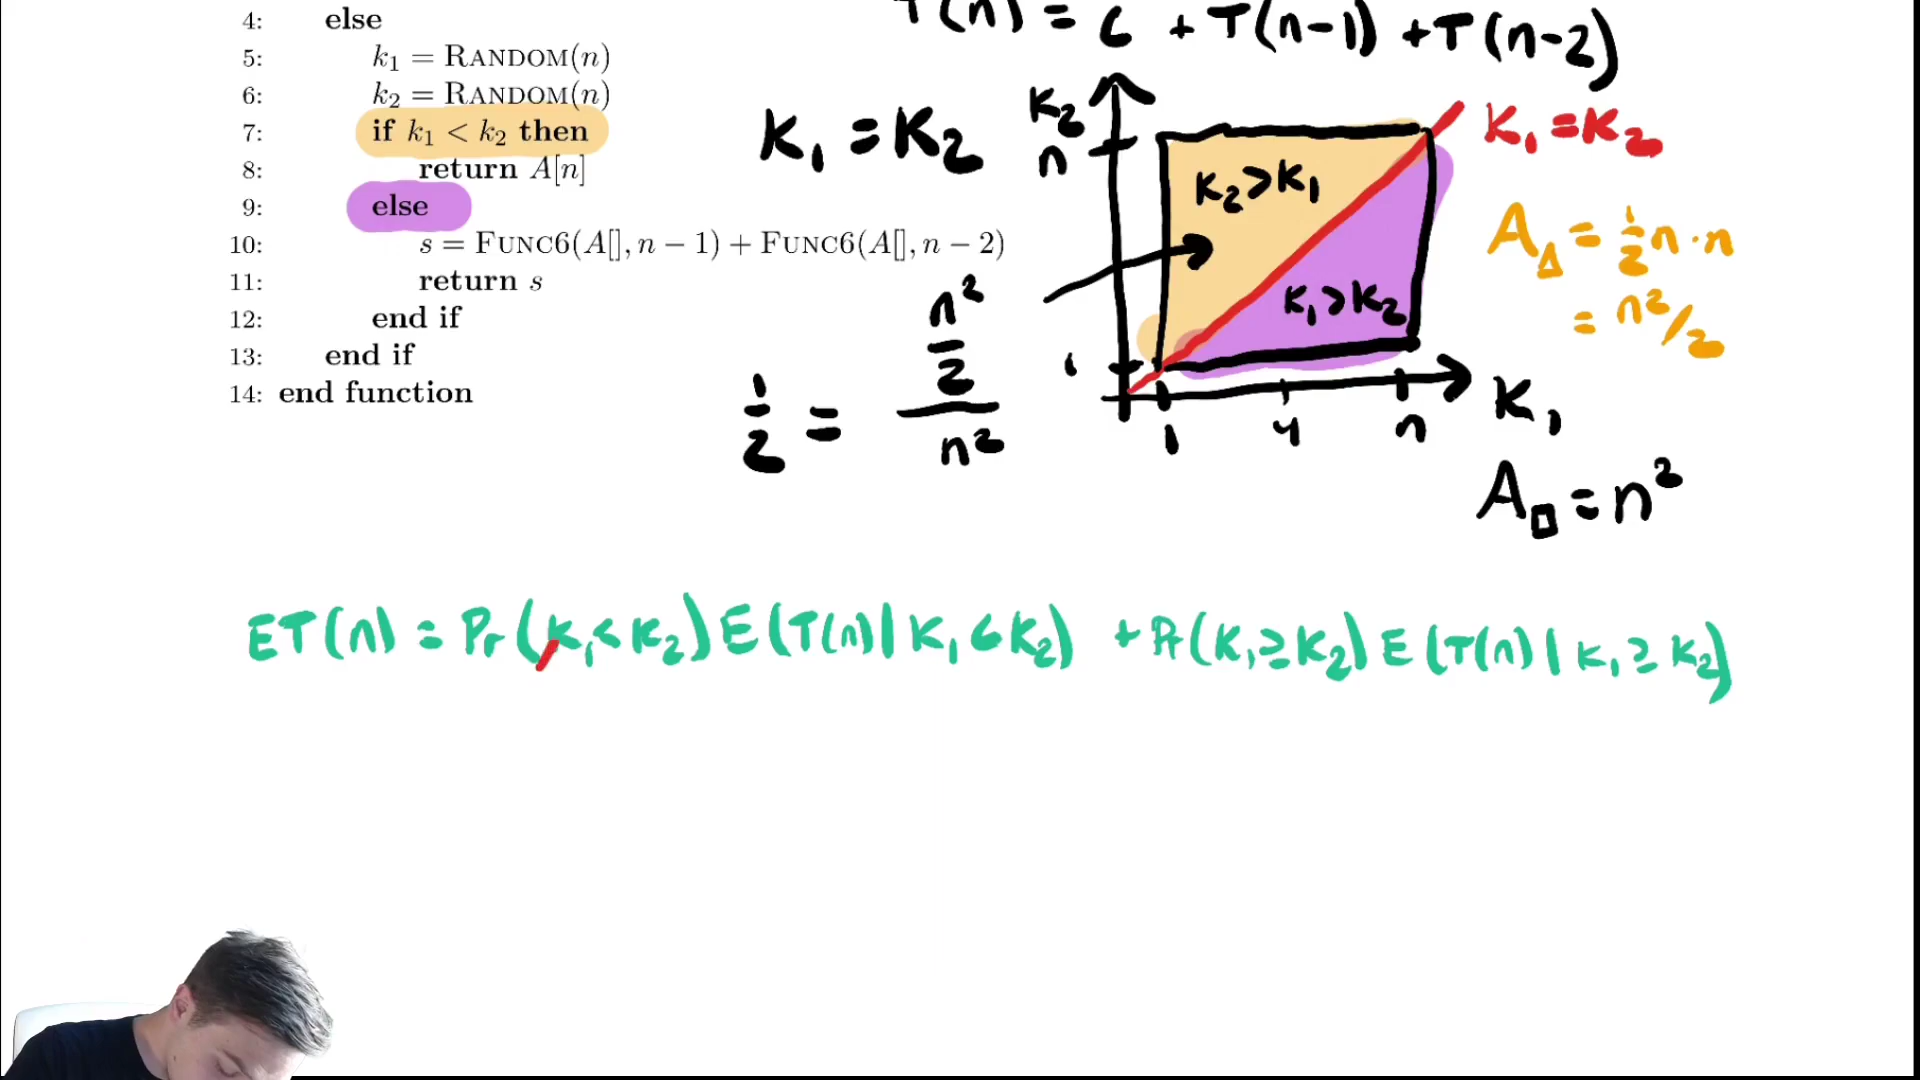 4: else
5: k₁ = RANDOM(n)
6: k₂ = RANDOM(n)
7: if k₁ < k₂ then
8: return A[n]
9: else
10: s = FUNC6(A[], n − 1) + FUNC6(A[], n − 2)
11: return s
12: end if
13: end if
14: end function
T(n) = C + T(n-1) + T(n-2)
K₁ = K₂
K₂
n
K₂ > K₁
K₁ > K₂
1
1 4 n
K₁
K₁ = K₂
A△ = ½ n · n
= n²/2
½ = (n²/2)/n²
A□ = n²
ET(n) = Pr(K₁ < K₂) E(T(n) | K₁ < K₂) + Pr(K₁ ≥ K₂) E(T(n) | K₁ ≥ K₂)